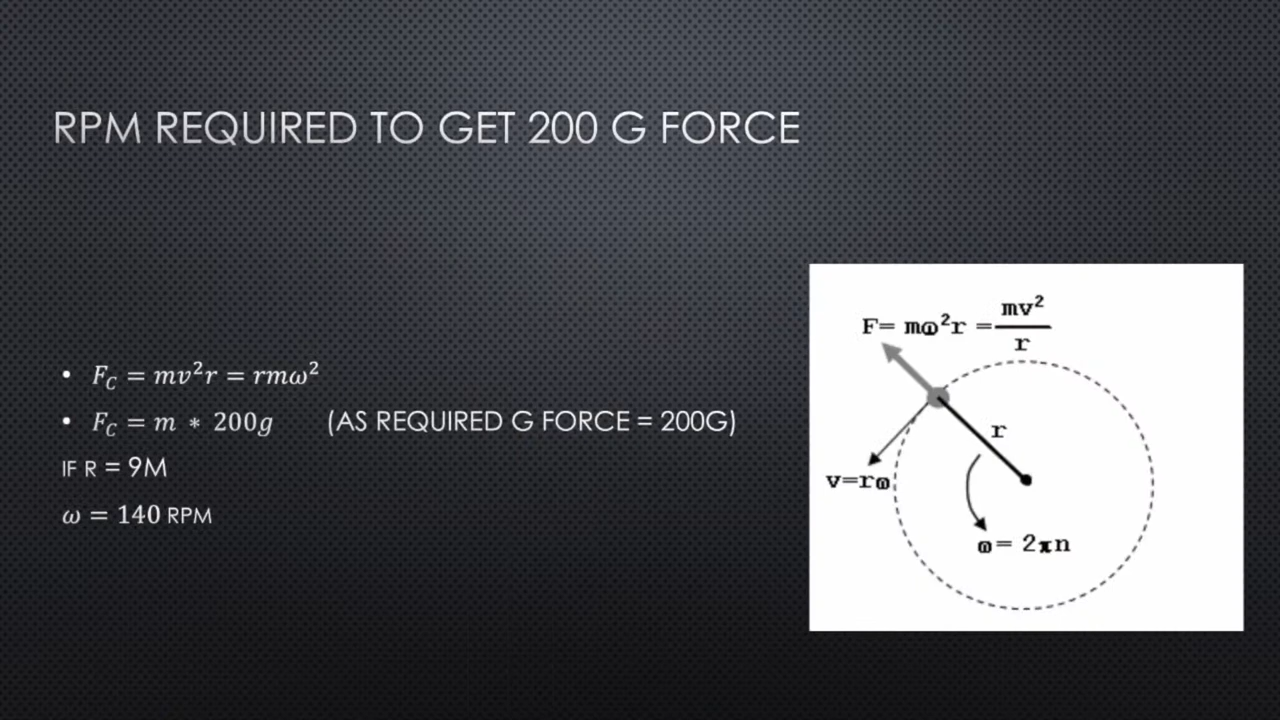 RPM REQUIRED TO GET 200 G FORCE
• F_C = mv²r = rmω²
• F_C = m * 200g (AS REQUIRED G FORCE = 200G)
IF R = 9M
ω = 140 RPM
F= mω²r = mv²/r
r
v=rω
ω= 2πn